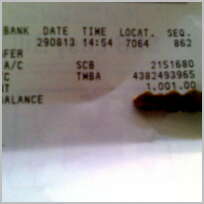 BANK DATE TIME LOCAT. SEQ.
290813 14:54 7064 862
FER
A/C SCB 2151680
C TMBA 4382493965
T 1,001.00
ALANCE